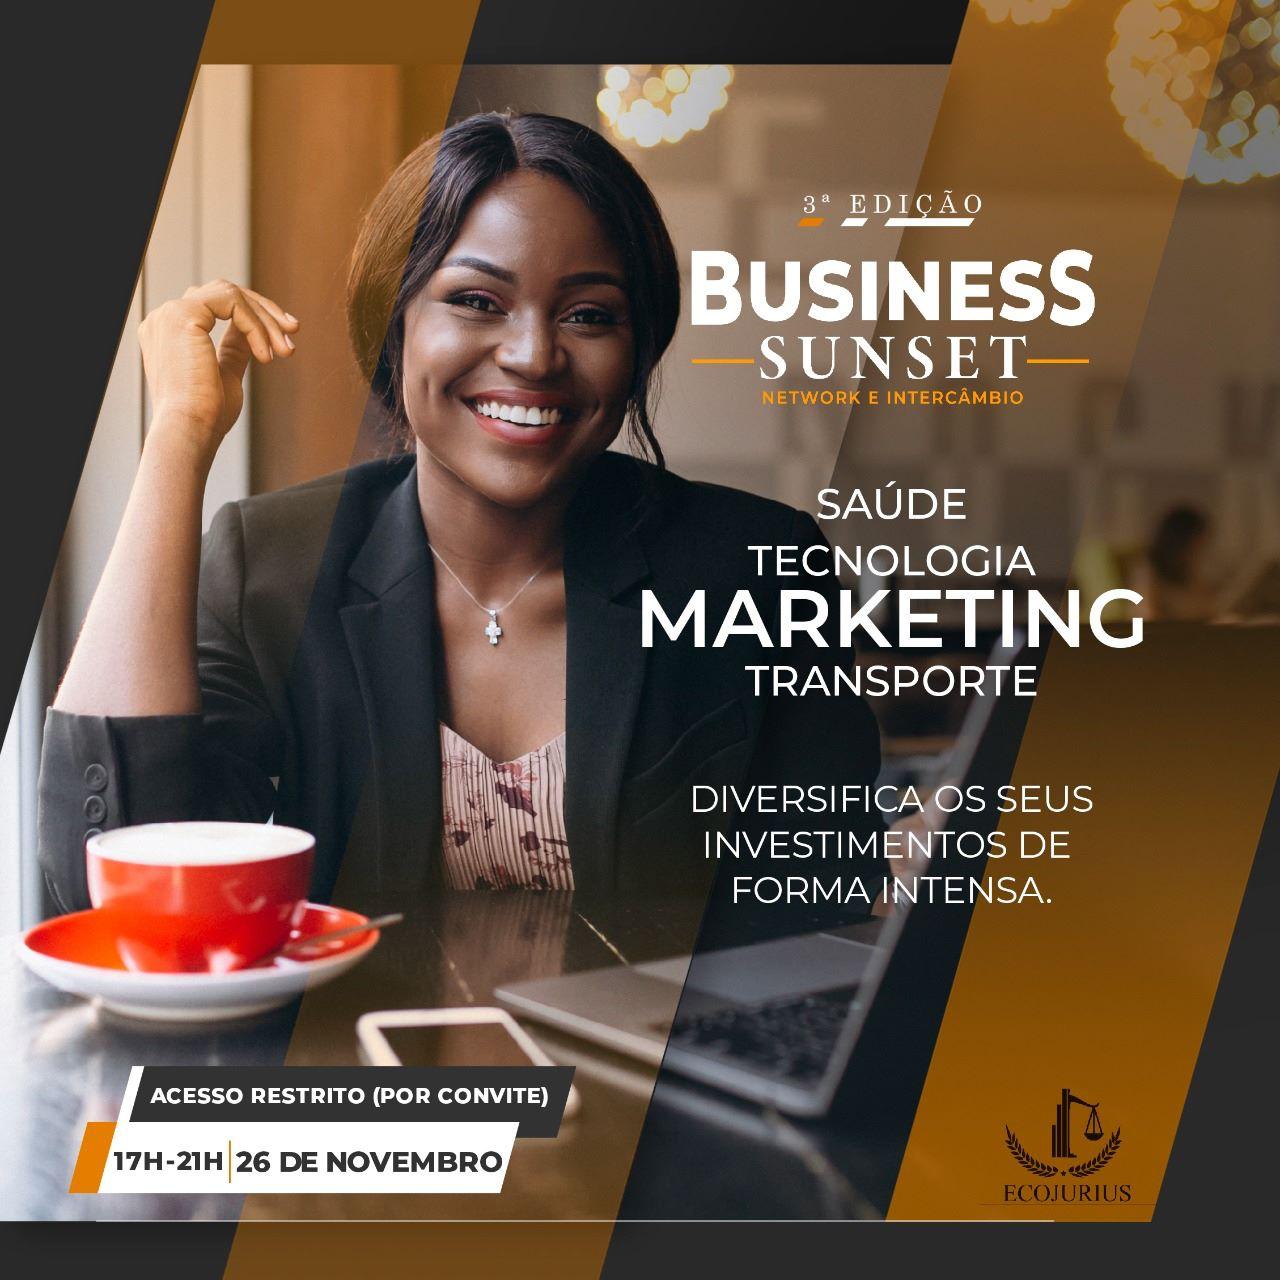 3ª EDIÇÃO
BUSINESS
SUNSET
NETWORK E INTERCÂMBIO
SAÚDE
TECNOLOGIA
MARKETING
TRANSPORTE
DIVERSIFICA OS SEUS
INVESTIMENTOS DE
FORMA INTENSA.
ACESSO RESTRITO (POR CONVITE)
17H-21H 26 DE NOVEMBRO
ECOJURIUS